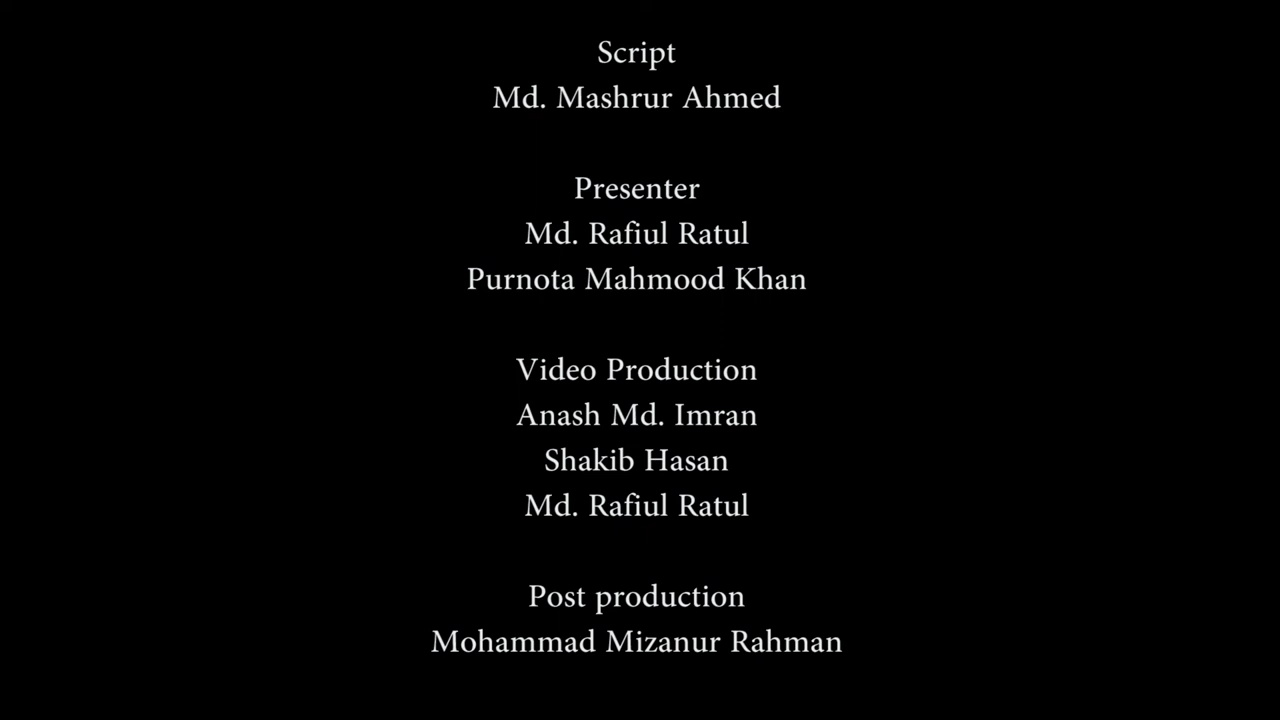 Script
Md. Mashrur Ahmed
Presenter
Md. Rafiul Ratul
Purnota Mahmood Khan
Video Production
Anash Md. Imran
Shakib Hasan
Md. Rafiul Ratul
Post production
Mohammad Mizanur Rahman